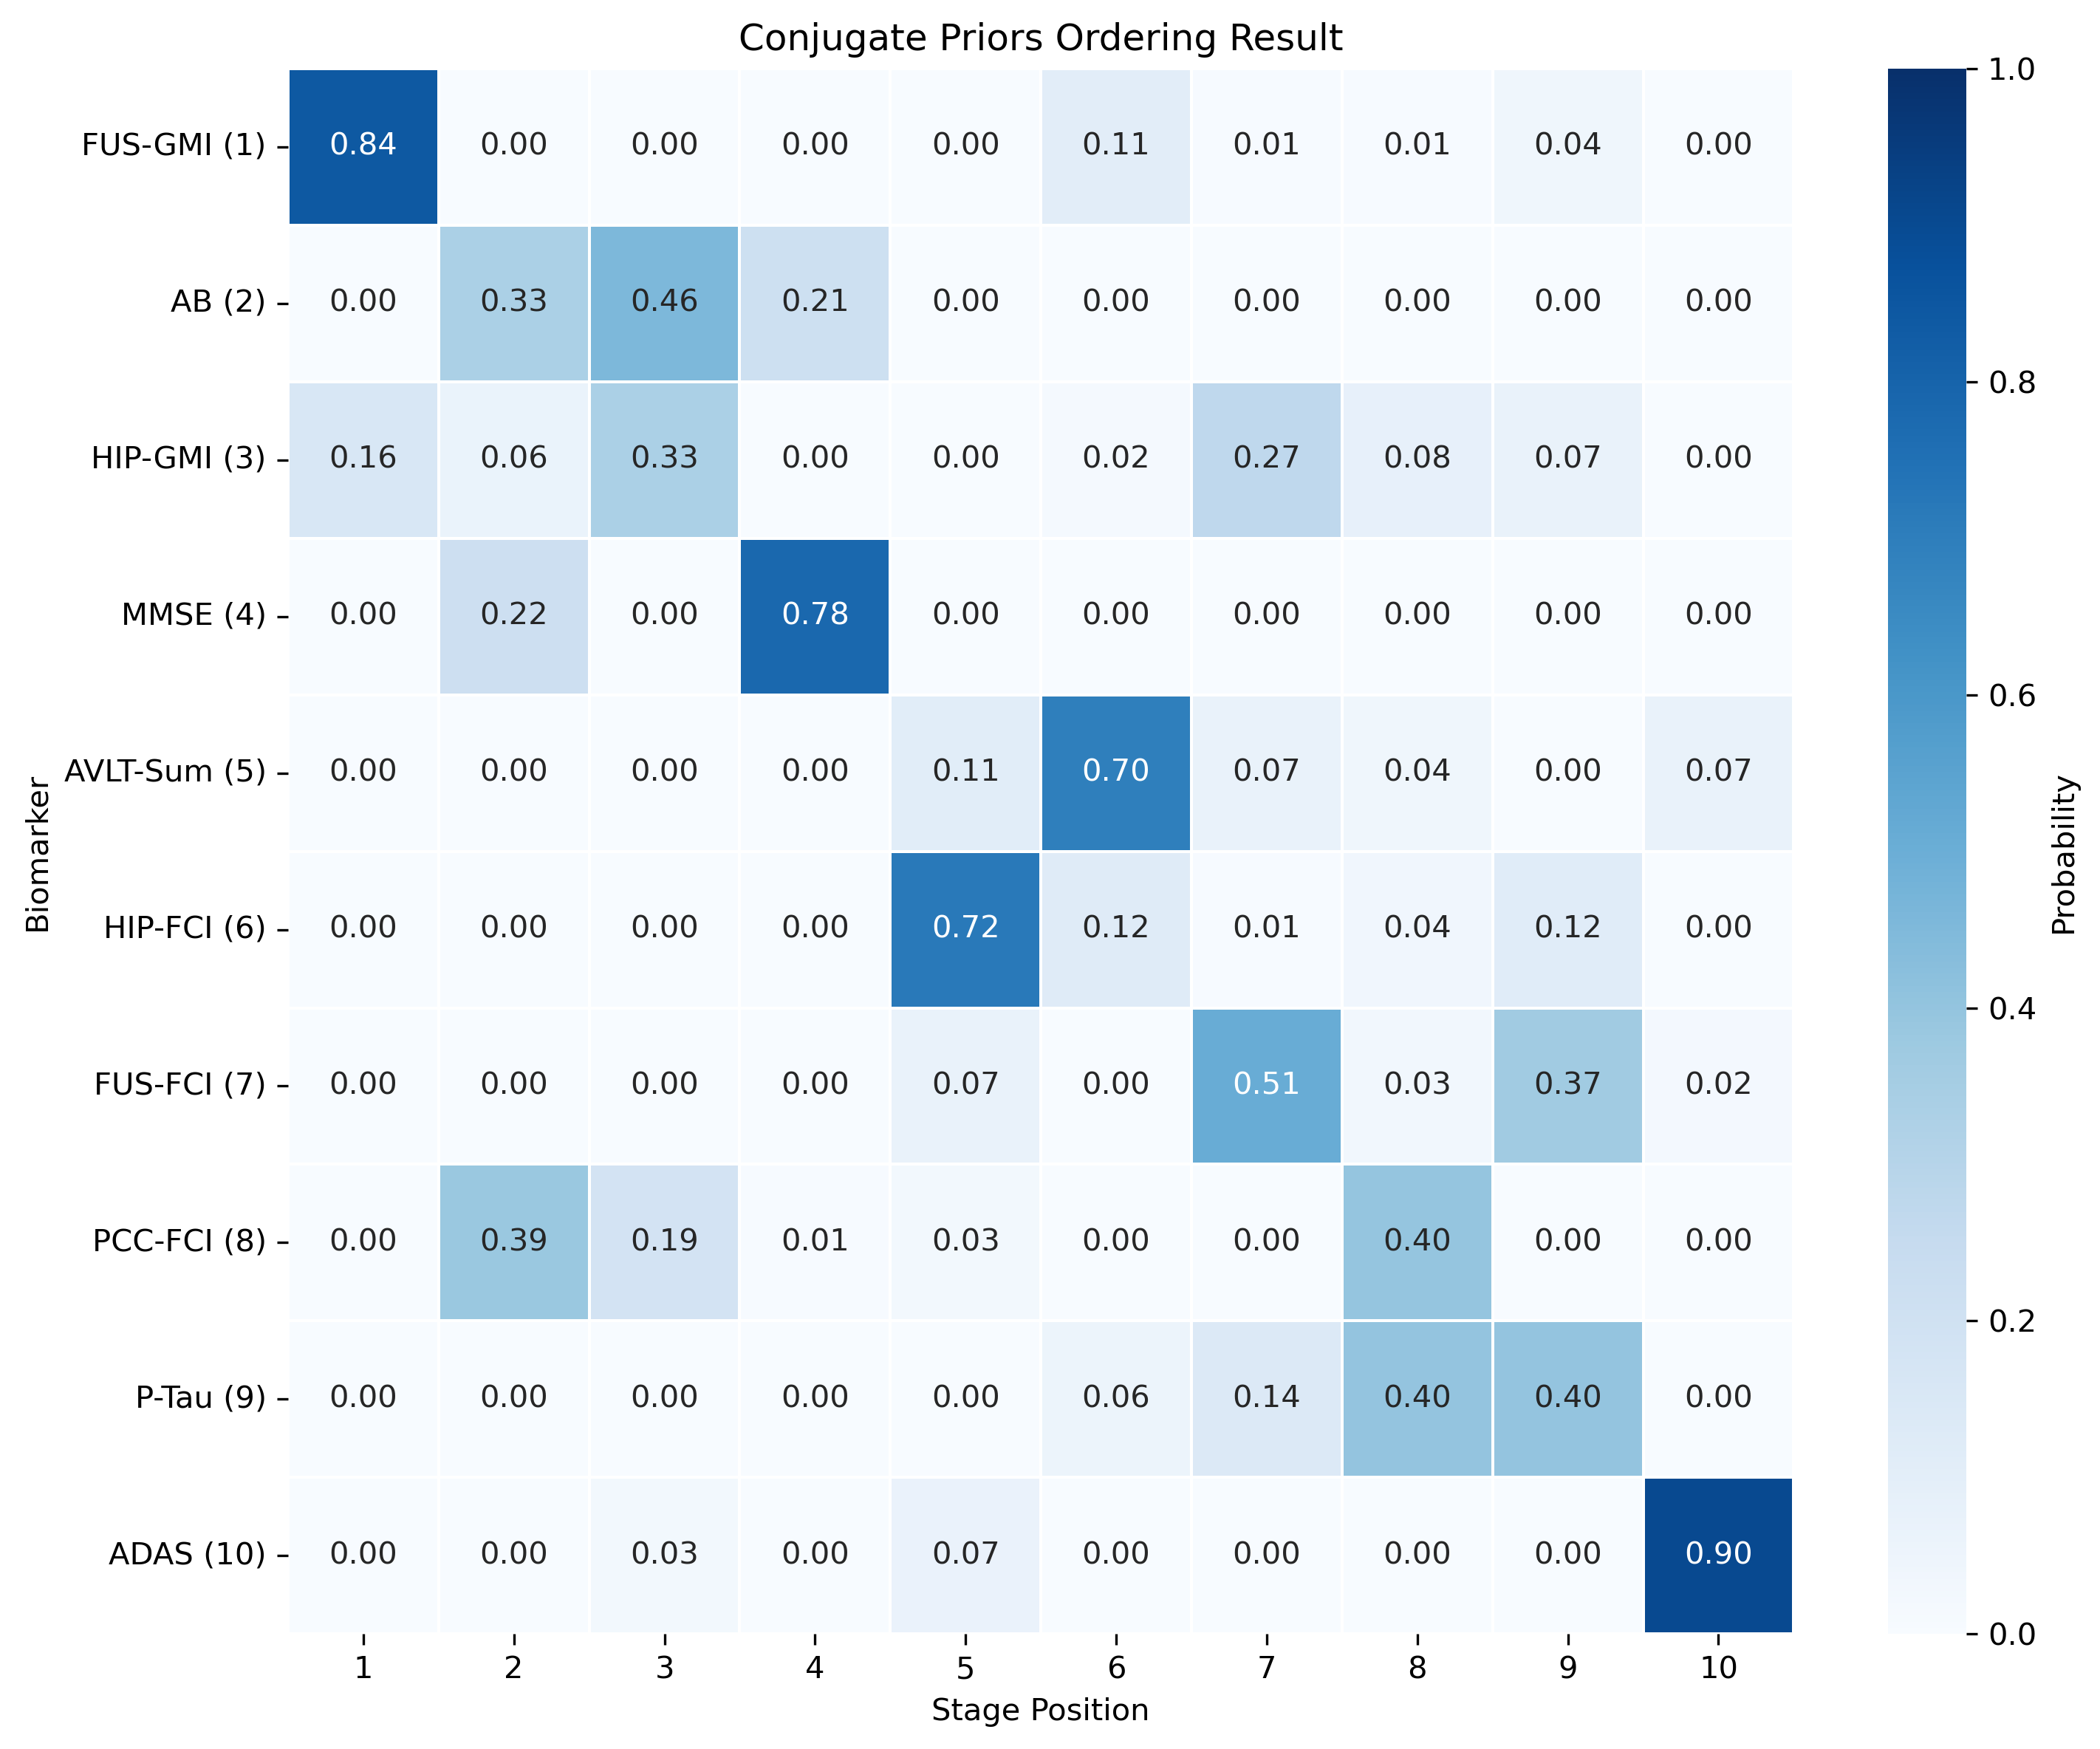 Conjugate Priors Ordering Result
FUS-GMI (1) 0.84 0.00 0.00 0.00 0.00 0.11 0.01 0.01 0.04 0.00
AB (2) 0.00 0.33 0.46 0.21 0.00 0.00 0.00 0.00 0.00 0.00
HIP-GMI (3) 0.16 0.06 0.33 0.00 0.00 0.02 0.27 0.08 0.07 0.00
MMSE (4) 0.00 0.22 0.00 0.78 0.00 0.00 0.00 0.00 0.00 0.00
AVLT-Sum (5) 0.00 0.00 0.00 0.00 0.11 0.70 0.07 0.04 0.00 0.07
HIP-FCI (6) 0.00 0.00 0.00 0.00 0.72 0.12 0.01 0.04 0.12 0.00
FUS-FCI (7) 0.00 0.00 0.00 0.00 0.07 0.00 0.51 0.03 0.37 0.02
PCC-FCI (8) 0.00 0.39 0.19 0.01 0.03 0.00 0.00 0.40 0.00 0.00
P-Tau (9) 0.00 0.00 0.00 0.00 0.00 0.06 0.14 0.40 0.40 0.00
ADAS (10) 0.00 0.00 0.03 0.00 0.07 0.00 0.00 0.00 0.00 0.90
1 2 3 4 5 6 7 8 9 10
Stage Position
Biomarker
1.0
0.8
0.6
0.4
0.2
0.0
Probability